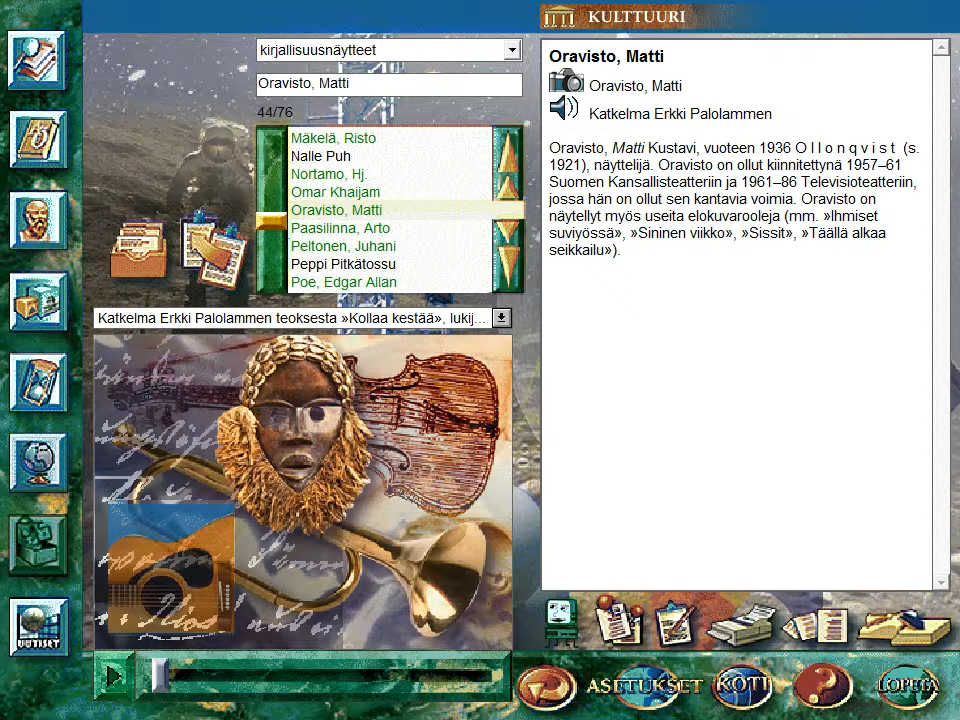 KULTTUURI
kirjallisuusnäytteet
Oravisto, Matti
44/76
Mäkelä, Risto
Nalle Puh
Nortamo, Hj.
Omar Khaijam
Oravisto, Matti
Paasilinna, Arto
Peltonen, Juhani
Peppi Pitkätossu
Poe, Edgar Allan
Katkelma Erkki Palolammen teoksesta »Kollaa kestää», lukij...
Oravisto, Matti
Oravisto, Matti
Katkelma Erkki Palolammen
Oravisto, Matti Kustavi, vuoteen 1936 O l l o n q v i s t (s.
1921), näyttelijä. Oravisto on ollut kiinnitettynä 1957–61
Suomen Kansallisteatteriin ja 1961–86 Televisioteatteriin,
jossa hän on ollut sen kantavia voimia. Oravisto on
näytellyt myös useita elokuvarooleja (mm. »Ihmiset
suviyössä», »Sininen viikko», »Sissit», »Täällä alkaa
seikkailu»).
UUTISET
ASETUKSET
KOTI
LOPETA